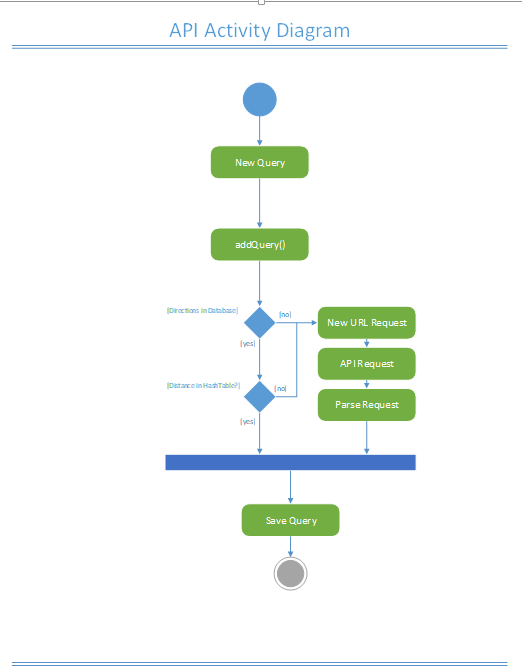 API Activity Diagram
New Query
addQuery()
[Directions in Database]
[no]
New URL Request
[yes]
API Request
[Distance in HashTable?]
[no]
Parse Request
[yes]
Save Query